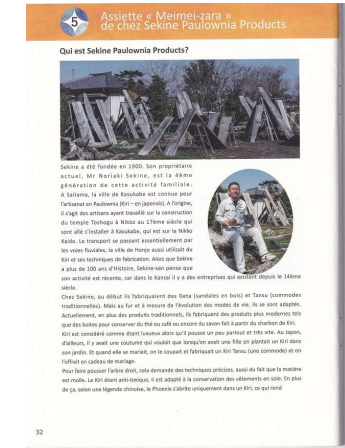 5
Assiette « Meimei-zara »
de chez Sekine Paulownia Products
Qui est Sekine Paulownia Products?
Sekine a été fondée en 1900. Son propriétaire
actuel, Mr Noriaki Sekine, est la 4ème
génération de cette activité familiale.
A Saitama, la ville de Kasukabe est connue pour
l'artisanat en Paulownia (Kiri – en japonais). A l'origine,
il s'agit des artisans ayant travaillé sur la construction
du temple Toshogu à Nikko au 17ème siècle qui
sont allé s'installer à Kasukabe, qui est sur la Nikko
Kaido. Le transport se passant essentiellement par
les voies fluviales, la ville de Honjo aussi utilisait du
Kiri et ses techniques de fabrication. Alors que Sekine
a plus de 100 ans d'Histoire, Sekine-san pense que
son activité est récente, car dans le Kansai il y a des entreprises qui existent depuis le 14ème
siècle.
Chez Sekine, au début ils fabriquaient des Geta (sandales en bois) et Tansu (commodes
traditionnelles). Mais au fur et à mesure de l'évolution des modes de vie, ils se sont adaptés.
Actuellement, en plus des produits traditionnels, ils fabriquent des produits plus modernes tels
que des boites pour conserver du thé ou café ou encore du savon fait à partir du charbon du Kiri.
Kiri est considéré comme étant luxueux alors qu'il pousse un peu partout et très vite. Au Japon,
d'ailleurs, il y avait une coutume qui voulait que lorsqu'on avait une fille on plantait un Kiri dans
son jardin. Et quand elle se mariait, on le coupait et fabriquait un Kiri Tansu (une commode) et on
l'offrait en cadeau de mariage.
Pour faire pousser l'arbre droit, cela demande des techniques précises, aussi du fait que la matière
est molle. Le Kiri étant anti-toxique, il est adapté à la conservation des vêtements en soie. En plus
de ça, selon une légende chinoise, le Phoenix s'abrite uniquement dans un Kiri, ce qui rend
32